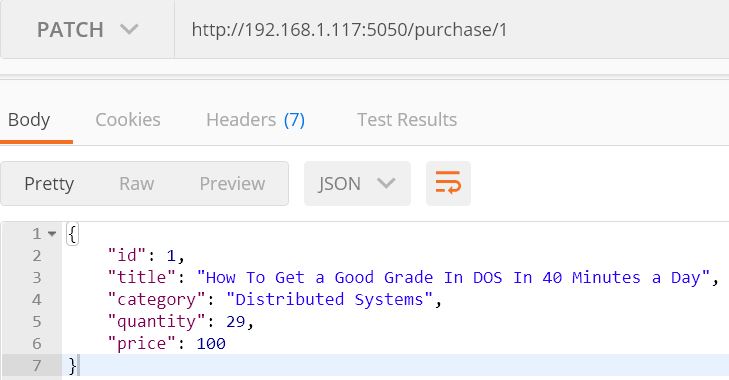 PATCH http://192.168.1.117:5050/purchase/1
Body Cookies Headers (7) Test Results
Pretty Raw Preview JSON
1 {
2 "id": 1,
3 "title": "How To Get a Good Grade In DOS In 40 Minutes a Day",
4 "category": "Distributed Systems",
5 "quantity": 29,
6 "price": 100
7 }